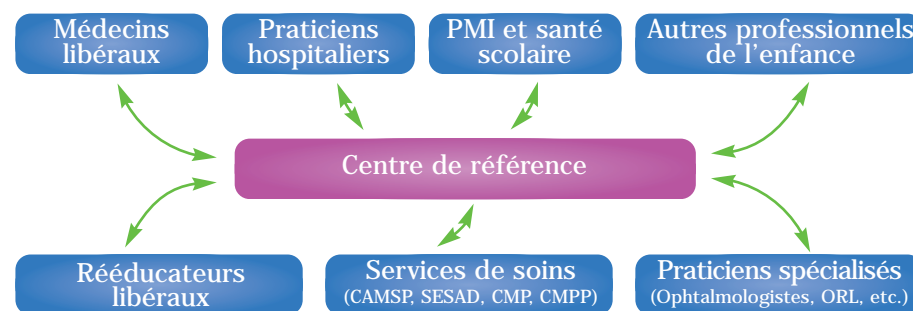 Médecins
libéraux
Praticiens
hospitaliers
PMI et santé
scolaire
Autres professionnels
de l’enfance
Centre de référence
Rééducateurs
libéraux
Services de soins
(CAMSP, SESAD, CMP, CMPP)
Praticiens spécialisés
(Ophtalmologistes, ORL, etc.)